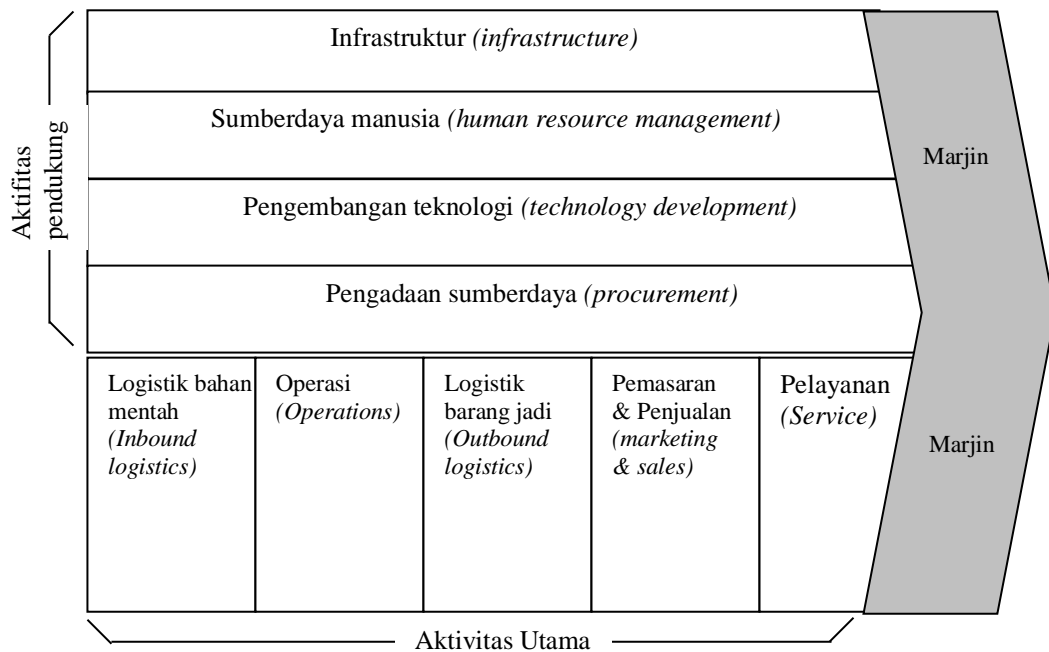 Aktifitas
pendukung
Infrastruktur (infrastructure)
Sumberdaya manusia (human resource management)
Pengembangan teknologi (technology development)
Pengadaan sumberdaya (procurement)
Marjin
Logistik bahan
mentah
(Inbound
logistics)
Operasi
(Operations)
Logistik
barang jadi
(Outbound
logistics)
Pemasaran
& Penjualan
(marketing
& sales)
Pelayanan
(Service)
Marjin
Aktivitas Utama